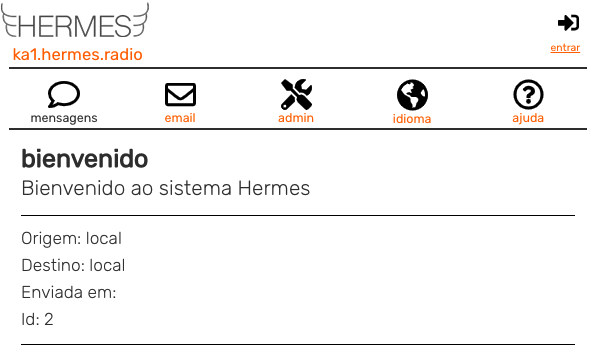 HERMES
ka1.hermes.radio
entrar
mensagens email admin idioma ajuda
bienvenido
Bienvenido ao sistema Hermes
Origem: local
Destino: local
Enviada em:
Id: 2